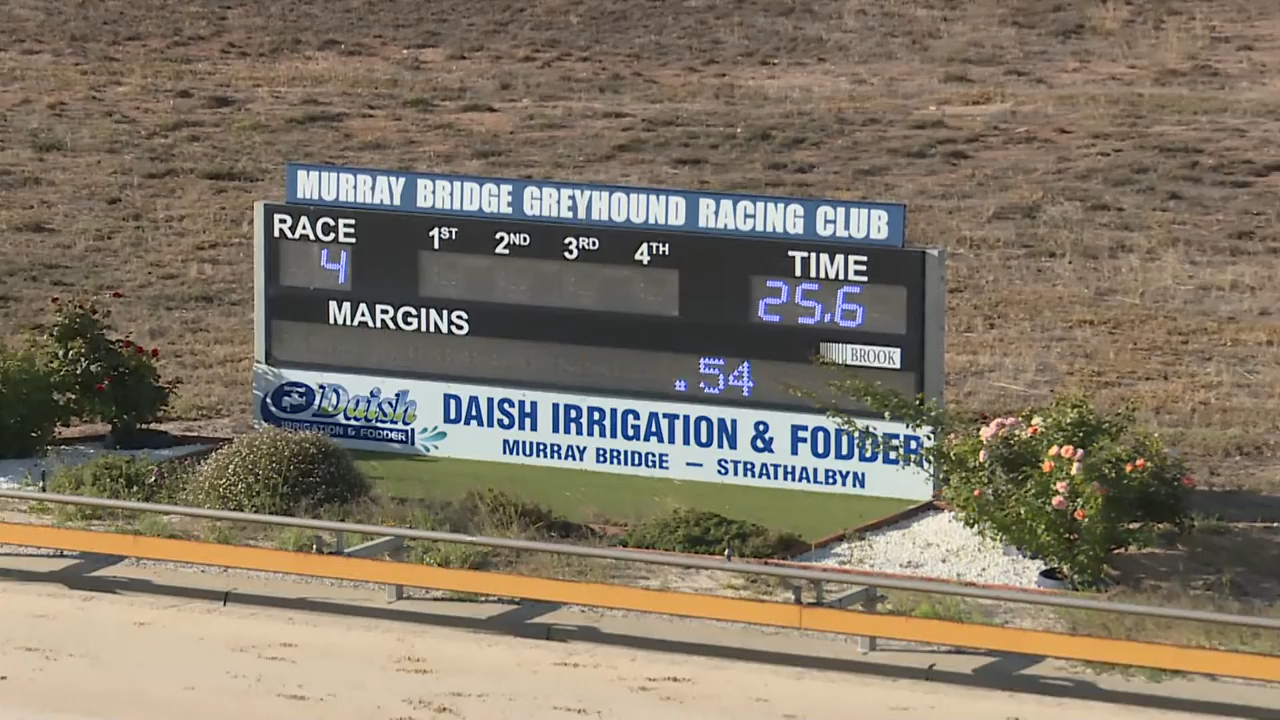 MURRAY BRIDGE GREYHOUND RACING CLUB
RACE 1ST 2ND 3RD 4TH TIME
4 25.6
MARGINS
BROOK
.54
Daish
IRRIGATION & FODDER
DAISH IRRIGATION & FODDER
MURRAY BRIDGE — STRATHALBYN